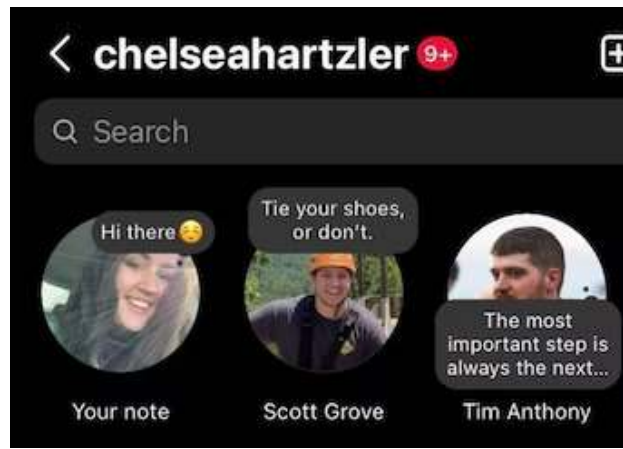 chelseahartzler 9+
Search
Hi there☺️
Tie your shoes,
or don't.
The most
important step is
always the next...
Your note
Scott Grove
Tim Anthony